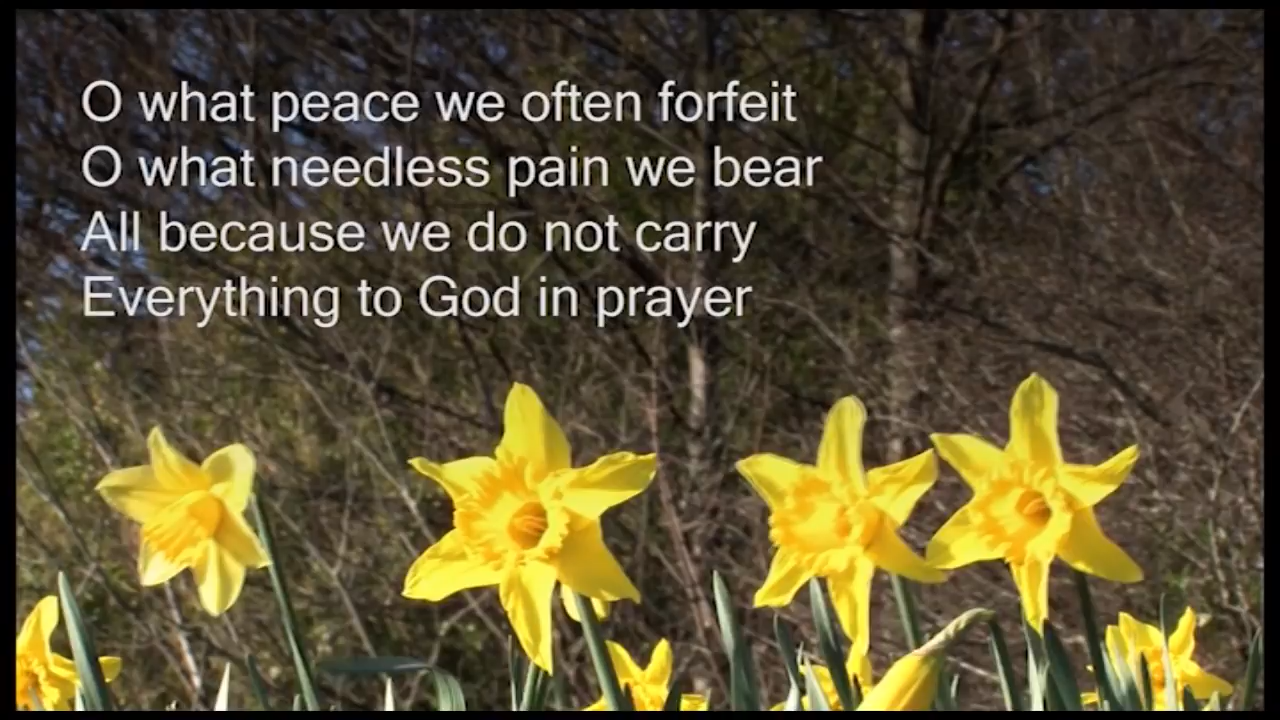 O what peace we often forfeit
O what needless pain we bear
All because we do not carry
Everything to God in prayer